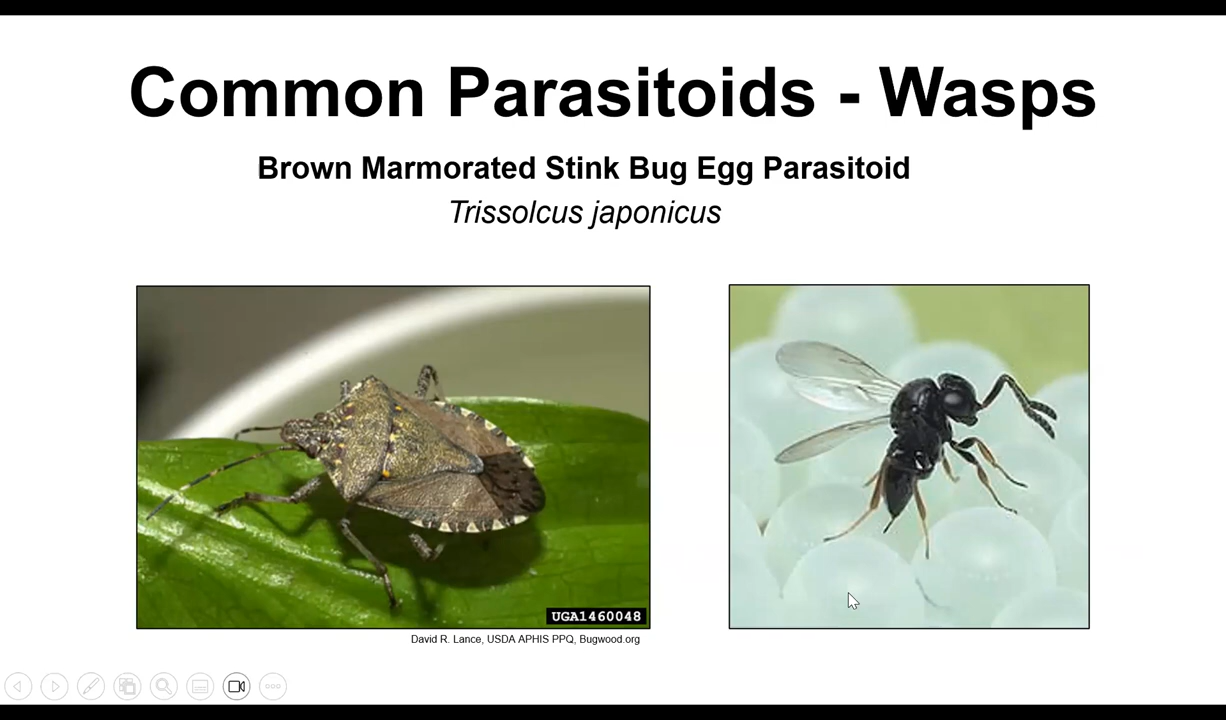 Common Parasitoids - Wasps
Brown Marmorated Stink Bug Egg Parasitoid
Trissolcus japonicus
UGA1460048
David R. Lance, USDA APHIS PPQ, Bugwood.org